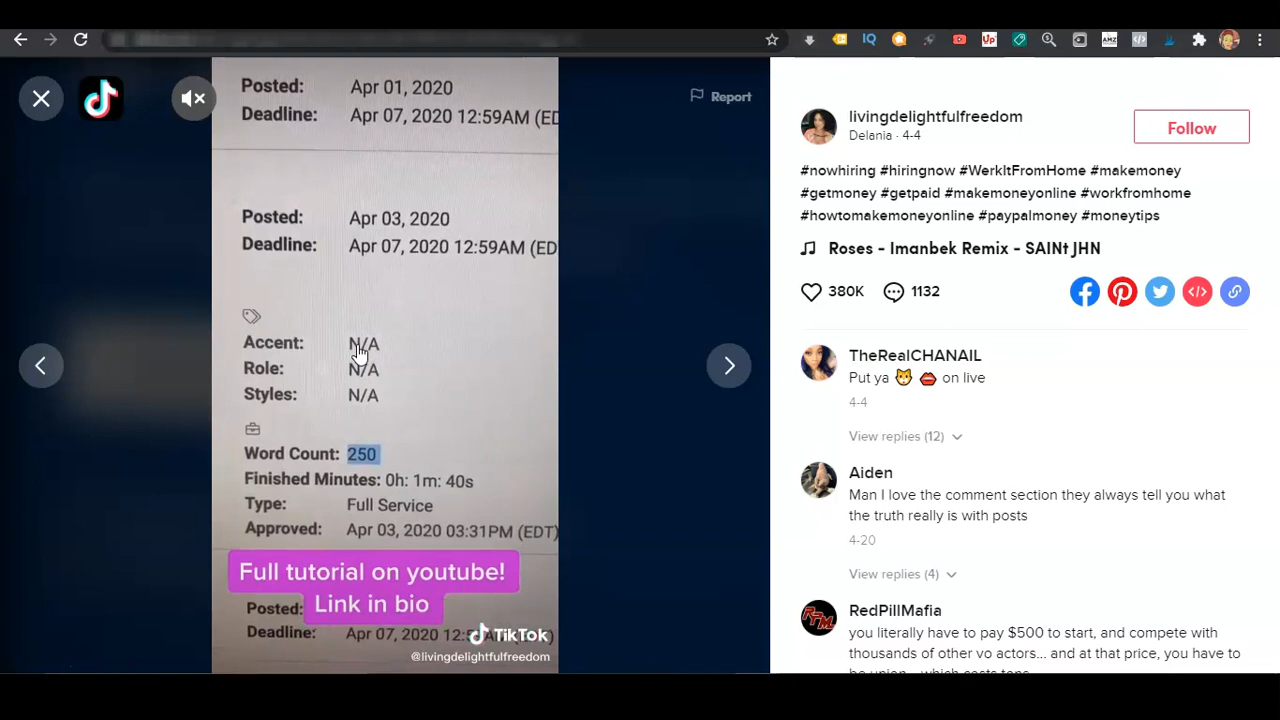 Posted: Apr 01, 2020
Deadline: Apr 07, 2020 12:59AM (ED
Posted: Apr 03, 2020
Deadline: Apr 07, 2020 12:59AM (ED
Accent: N/A
Role: N/A
Styles: N/A
Word Count: 250
Finished Minutes: 0h: 1m: 40s
Type: Full Service
Approved: Apr 03, 2020 03:31PM (EDT)
Full tutorial on youtube!
Link in bio
Posted:
Deadline: Apr 07, 2020 12:5
TikTok
@livingdelightfulfreedom
Report
livingdelightfulfreedom
Delania · 4-4
Follow
#nowhiring #hiringnow #WerkItFromHome #makemoney
#getmoney #getpaid #makemoneyonline #workfromhome
#howtomakemoneyonline #paypalmoney #moneytips
Roses - Imanbek Remix - SAINt JHN
380K 1132
TheRealCHANAIL
Put ya 🐱 👄 on live
4-4
View replies (12)
Aiden
Man I love the comment section they always tell you what
the truth really is with posts
4-20
View replies (4)
RedPillMafia
you literally have to pay $500 to start, and compete with
thousands of other vo actors... and at that price, you have to
be union... which costs tons